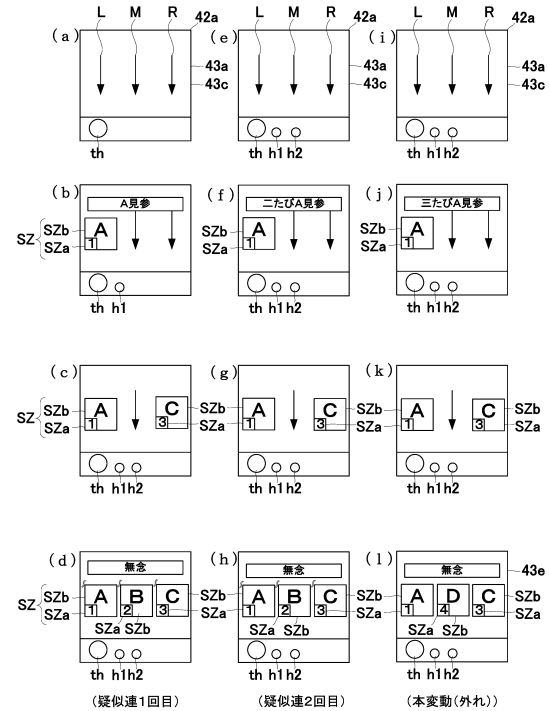 L M R 42a L M R 42a L M R 42a
(a) (e) (i)
43a 43a 43a
43c 43c 43c
th th h1 h2 th h1 h2
(b) (f) (j)
A見参 二たびA見参 三たびA見参
SZ SZb A SZb A SZb A
SZa 1 SZa 1 SZa 1
th h1 th h1 h2 th h1 h2
(c) (g) (k)
SZ SZb A C SZb A C SZb A C SZb
SZa 1 3 SZa 1 3 SZa 1 3 SZa
th h1 h2 th h1 h2 th h1 h2
(d) (h) (l)
無念 無念 無念 43e
SZ SZb A B C SZb A B C SZb A D C SZb
SZa 1 2 3 SZa 1 2 3 SZa 1 4 3 SZa
SZa SZb SZa SZb SZa SZb
th h1 h2 th h1 h2 th h1 h2
(疑似連1回目) (疑似連2回目) (本変動(外れ))